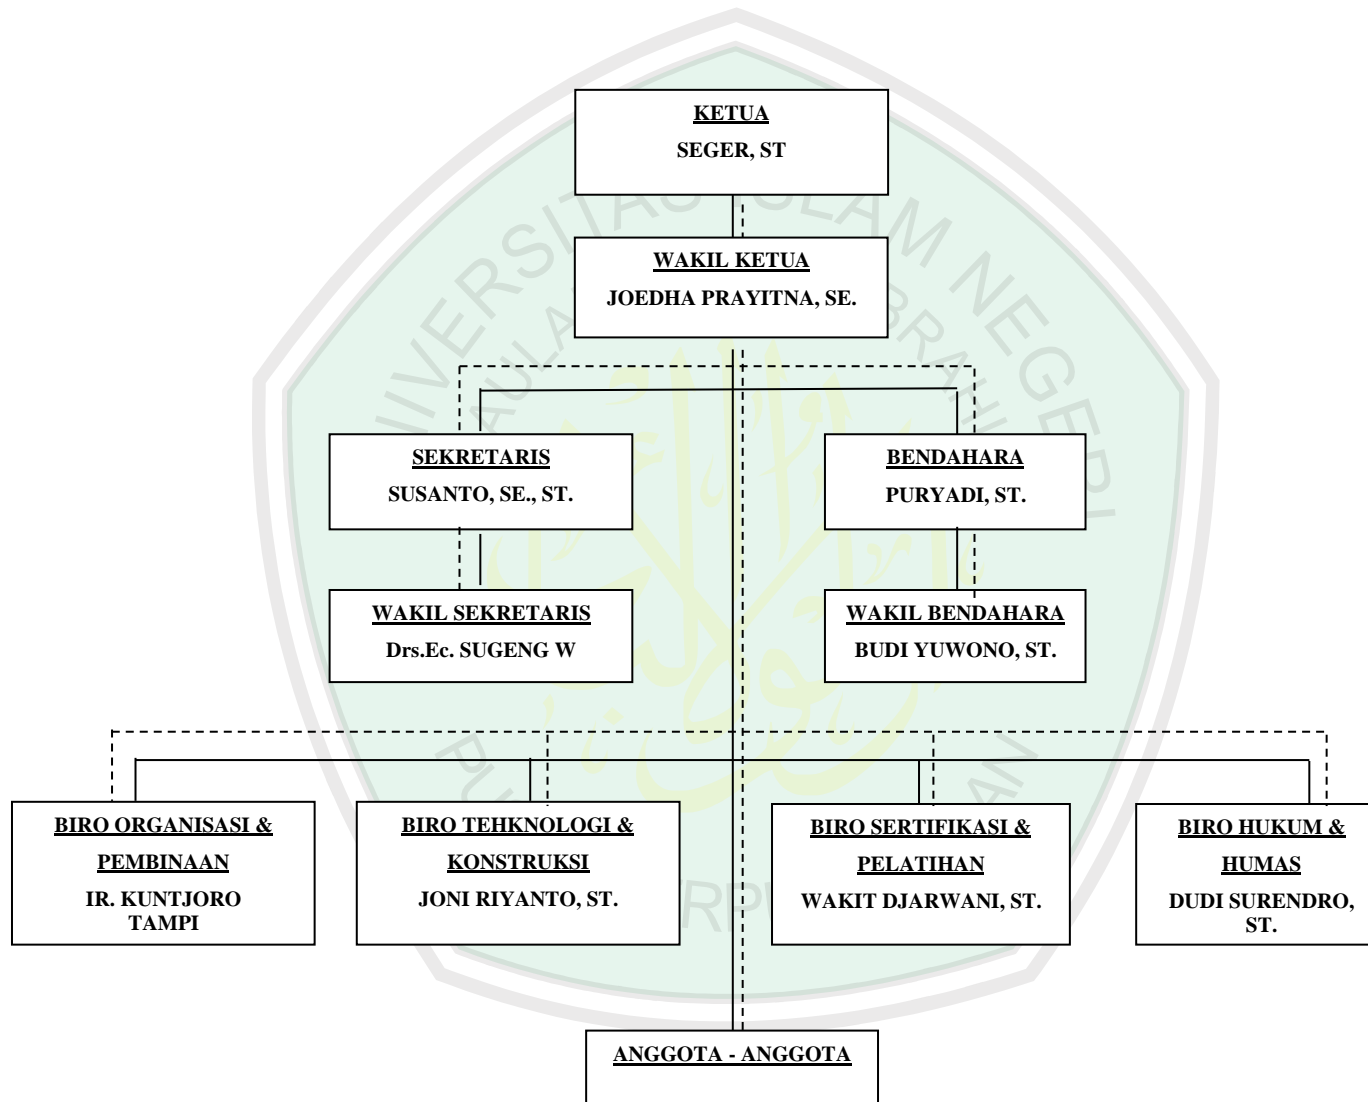 KETUA
SEGER, ST
WAKIL KETUA
JOEDHA PRAYITNA, SE.
SEKRETARIS
SUSANTO, SE., ST.
BENDAHARA
PURYADI, ST.
WAKIL SEKRETARIS
Drs.Ec. SUGENG W
WAKIL BENDAHARA
BUDI YUWONO, ST.
BIRO ORGANISASI &
PEMBINAAN
IR. KUNTJORO
TAMPI
BIRO TEHKNOLOGI &
KONSTRUKSI
JONI RIYANTO, ST.
BIRO SERTIFIKASI &
PELATIHAN
WAKIT DJARWANI, ST.
BIRO HUKUM &
HUMAS
DUDI SURENDRO,
ST.
ANGGOTA - ANGGOTA
NEGERI